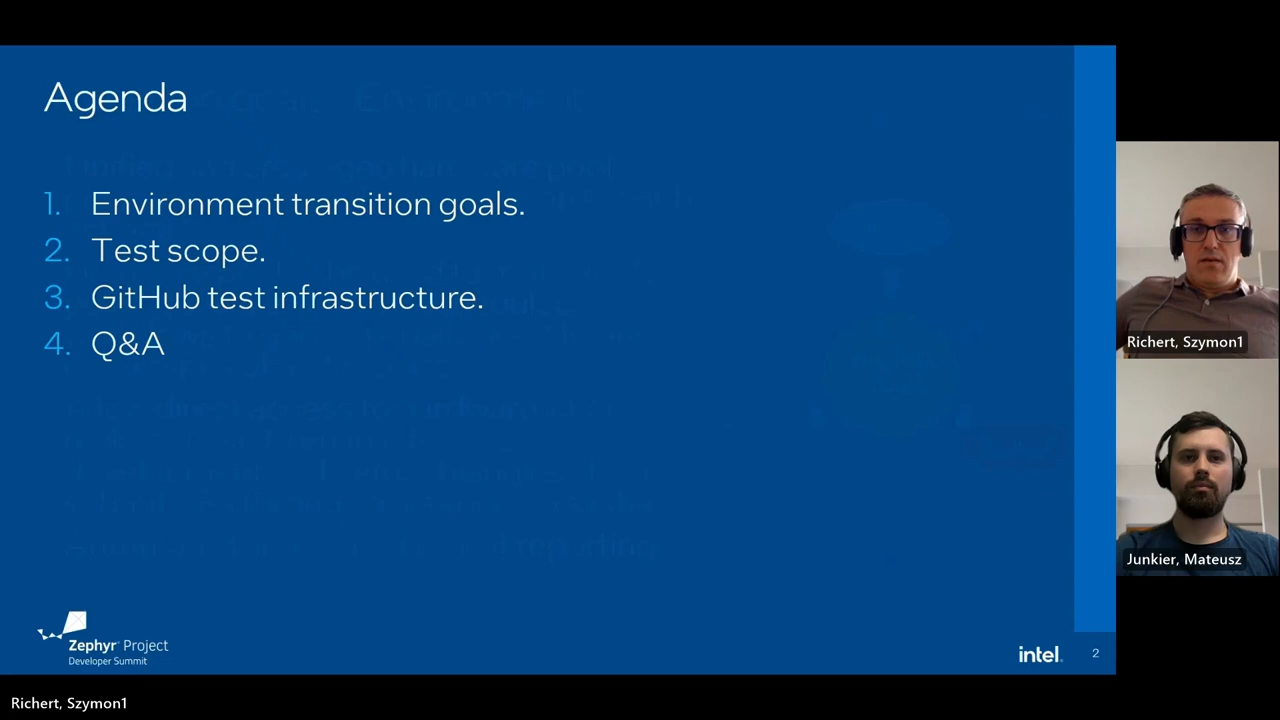 Agenda
1. Environment transition goals.
2. Test scope.
3. GitHub test infrastructure.
4. Q&A
Richert, Szymon1
Junkier, Mateusz
Zephyr™ Project
Developer Summit
intel.
2
Richert, Szymon1